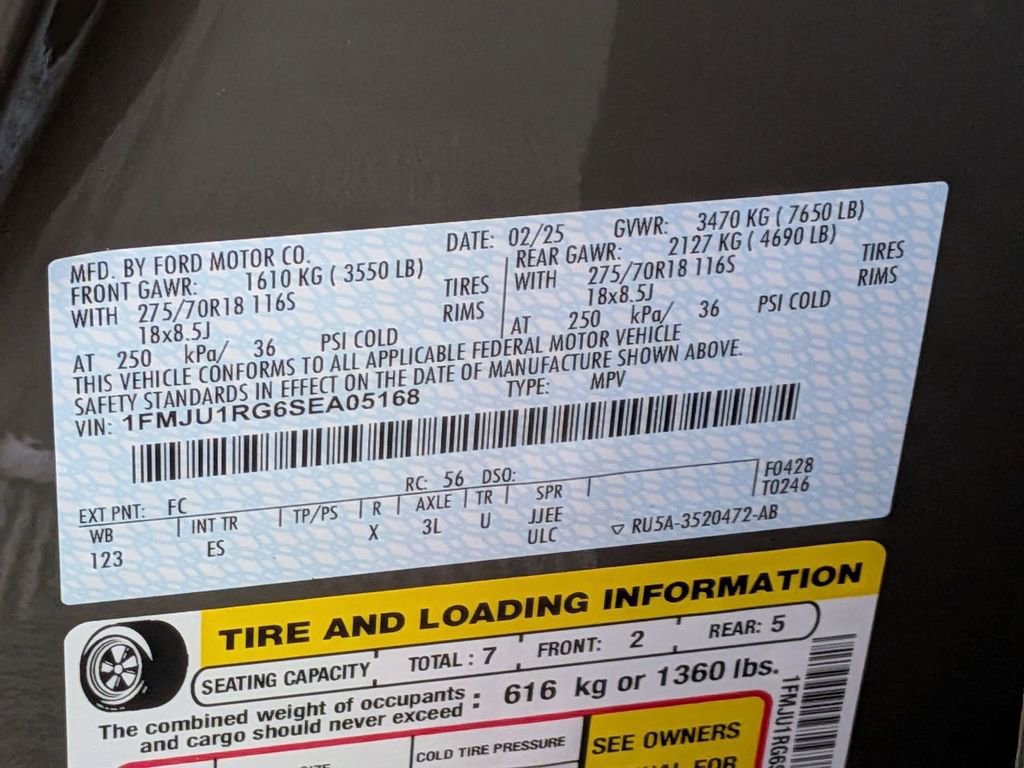 MFD. BY FORD MOTOR CO. DATE: 02/25 GVWR: 3470 KG ( 7650 LB)
FRONT GAWR: 1610 KG ( 3550 LB) REAR GAWR: 2127 KG ( 4690 LB)
WITH 275/70R18 116S TIRES WITH 275/70R18 116S TIRES
18x8.5J RIMS 18x8.5J RIMS
AT 250 kPa/ 36 PSI COLD AT 250 kPa/ 36 PSI COLD
THIS VEHICLE CONFORMS TO ALL APPLICABLE FEDERAL MOTOR VEHICLE
SAFETY STANDARDS IN EFFECT ON THE DATE OF MANUFACTURE SHOWN ABOVE.
VIN: 1FMJU1RG6SEA05168 TYPE: MPV
EXT PNT: FC RC: 56 DSO: F0428
WB INT TR TP/PS R AXLE TR SPR T0246
123 ES X 3L U JJEE
ULC ▽ RU5A-3520472-AB
TIRE AND LOADING INFORMATION
SEATING CAPACITY TOTAL : 7 FRONT: 2 REAR: 5
The combined weight of occupants
and cargo should never exceed : 616 kg or 1360 lbs.
COLD TIRE PRESSURE
SEE OWNERS
FOR
1FMJU1RG6S